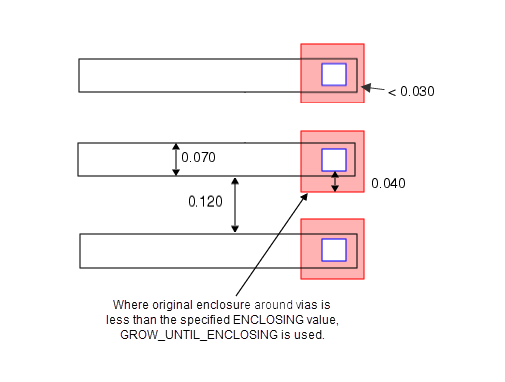 < 0.030
0.070
0.040
0.120
Where original enclosure around vias is
less than the specified ENCLOSING value,
GROW_UNTIL_ENCLOSING is used.